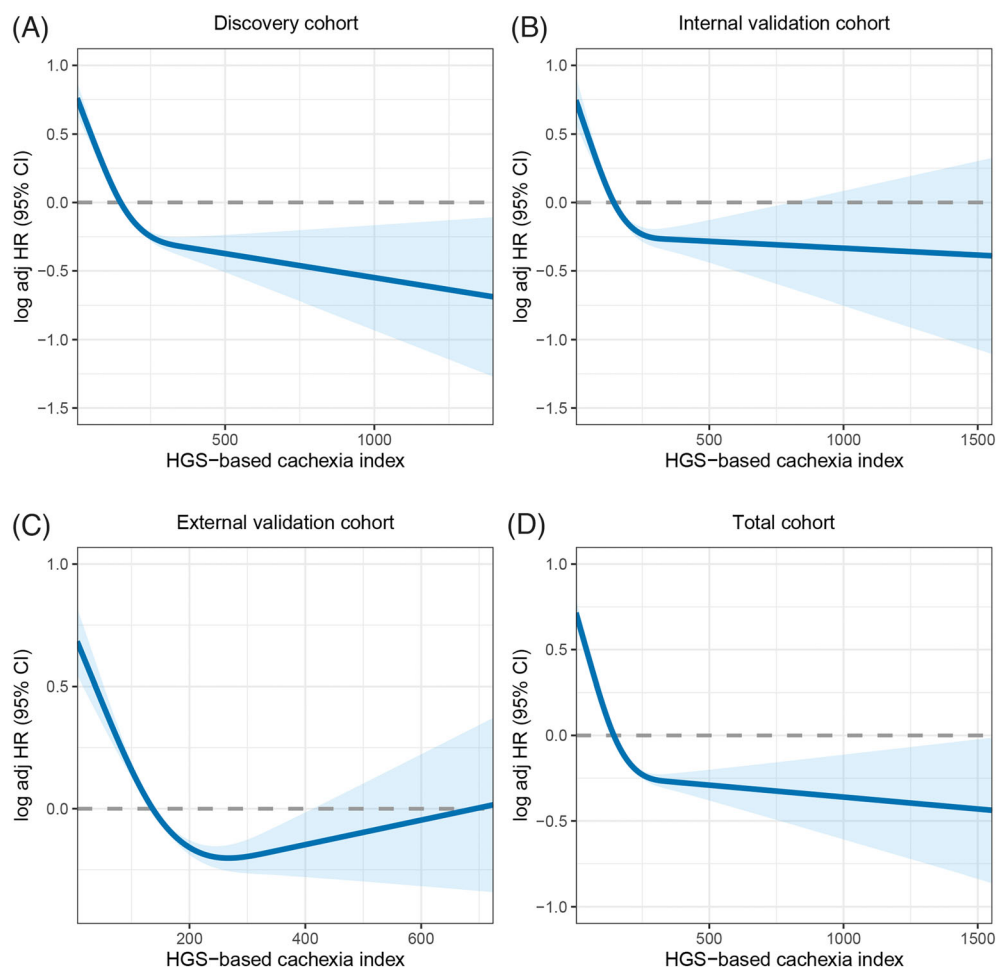 (A) Discovery cohort
log adj HR (95% CI)
1.0
0.5
0.0
−0.5
−1.0
−1.5
500 1000
HGS−based cachexia index
(B) Internal validation cohort
log adj HR (95% CI)
1.0
0.5
0.0
−0.5
−1.0
−1.5
500 1000 1500
HGS−based cachexia index
(C) External validation cohort
log adj HR (95% CI)
1.0
0.5
0.0
200 400 600
HGS−based cachexia index
(D) Total cohort
log adj HR (95% CI)
1.0
0.5
0.0
−0.5
−1.0
500 1000 1500
HGS−based cachexia index